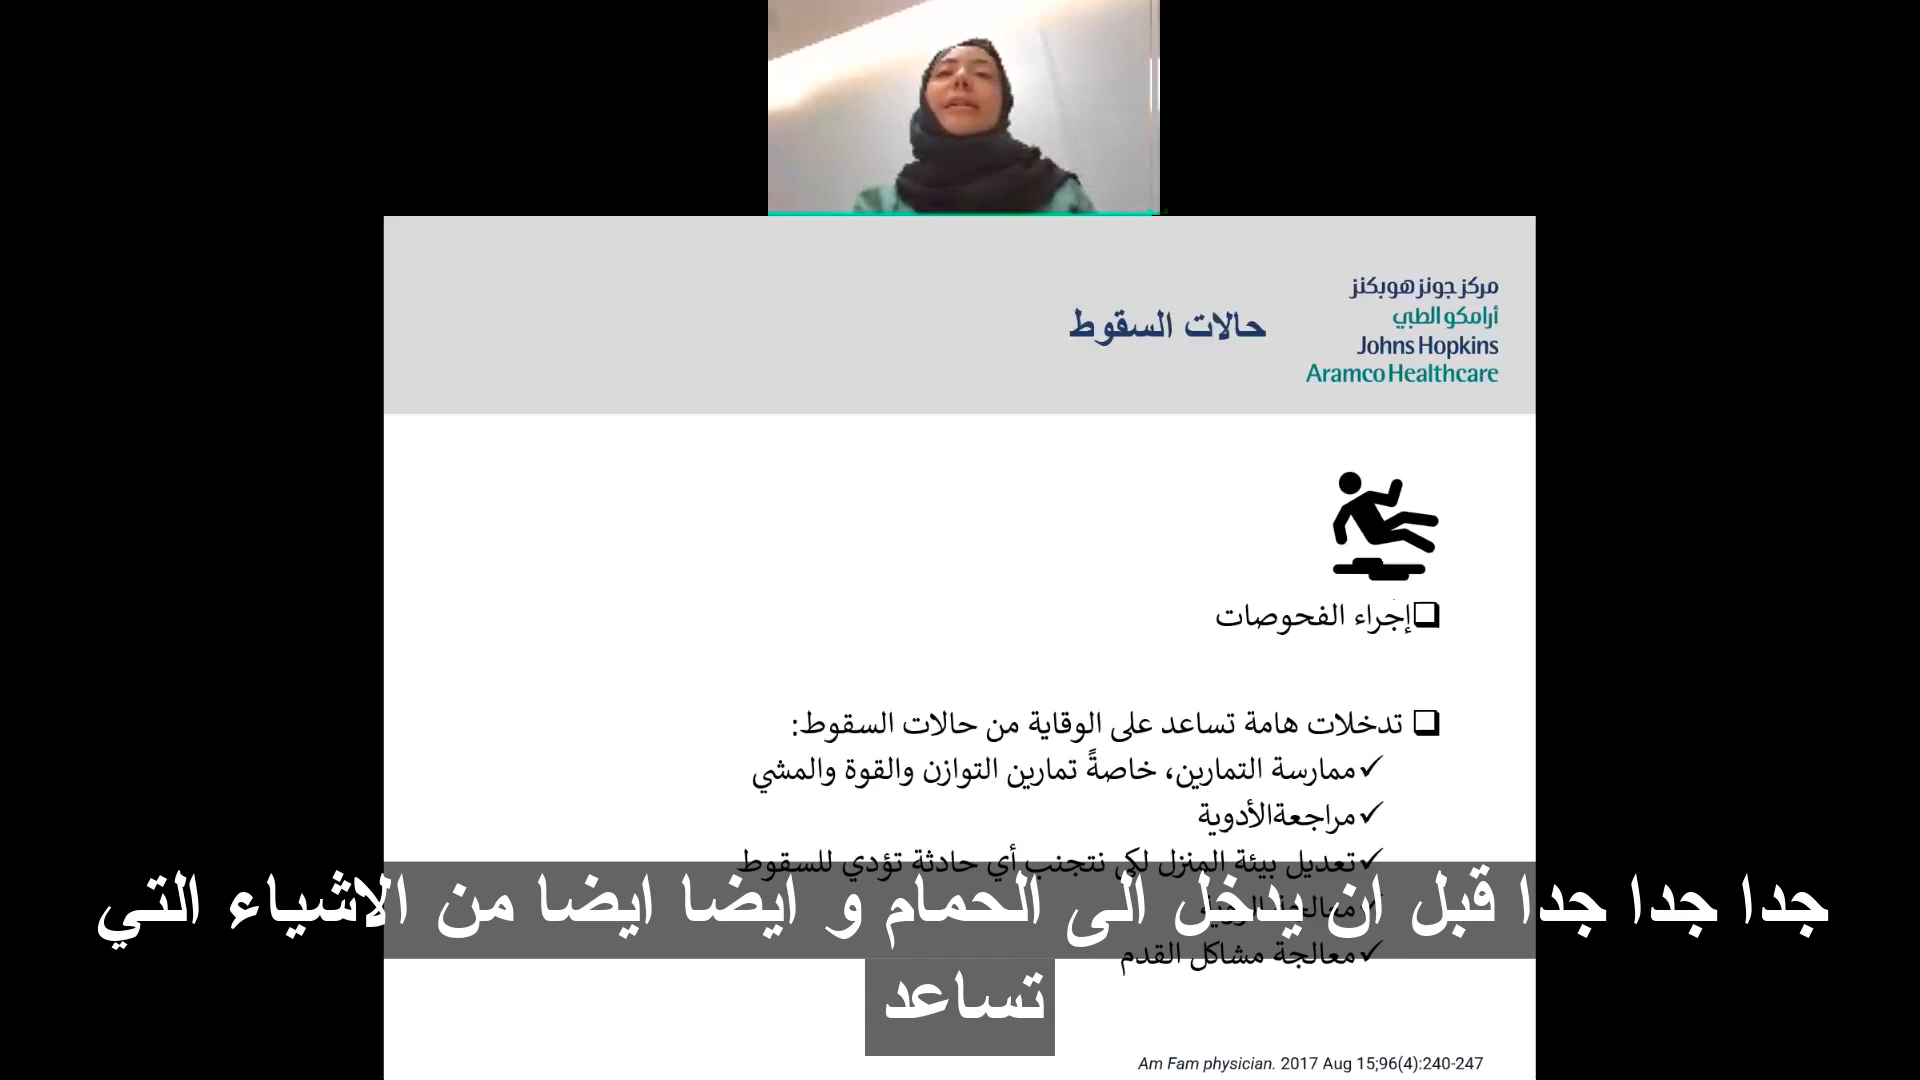 مركز جونز هوبكنز
أرامكو الطبي
Johns Hopkins
Aramco Healthcare
حالات السقوط
إجراء الفحوصات
تدخلات هامة تساعد على الوقاية من حالات السقوط:
ممارسة التمارين، خاصةً تمارين التوازن والقوة والمشي
مراجعةالأدوية
تعديل بيئة المنزل لكي نتجنب أي حادثة تؤدي للسقوط
معالجة الرؤية
معالجة مشاكل القدم
جدا جدا جدا قبل ان يدخل الى الحمام و ايضا ايضا من الاشياء التي
تساعد
Am Fam physician. 2017 Aug 15;96(4):240-247